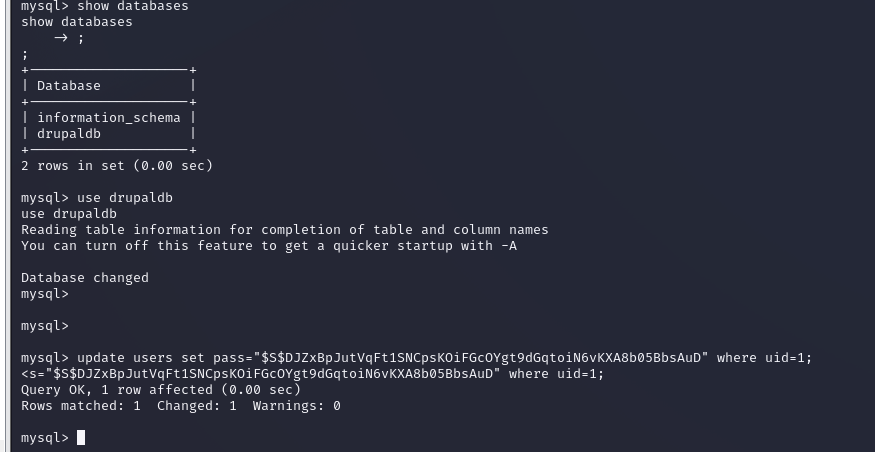 mysql> show databases
show databases
    -> ;
;
+--------------------+
| Database           |
+--------------------+
| information_schema |
| drupaldb           |
+--------------------+
2 rows in set (0.00 sec)
mysql> use drupaldb
use drupaldb
Reading table information for completion of table and column names
You can turn off this feature to get a quicker startup with -A
Database changed
mysql>
mysql>
mysql> update users set pass="$S$DJZxBpJutVqFt1SNCpsKOiFGcOYgt9dGqtoiN6vKXA8b05BbsAuD" where uid=1;
<s="$S$DJZxBpJutVqFt1SNCpsKOiFGcOYgt9dGqtoiN6vKXA8b05BbsAuD" where uid=1;
Query OK, 1 row affected (0.00 sec)
Rows matched: 1  Changed: 1  Warnings: 0
mysql>